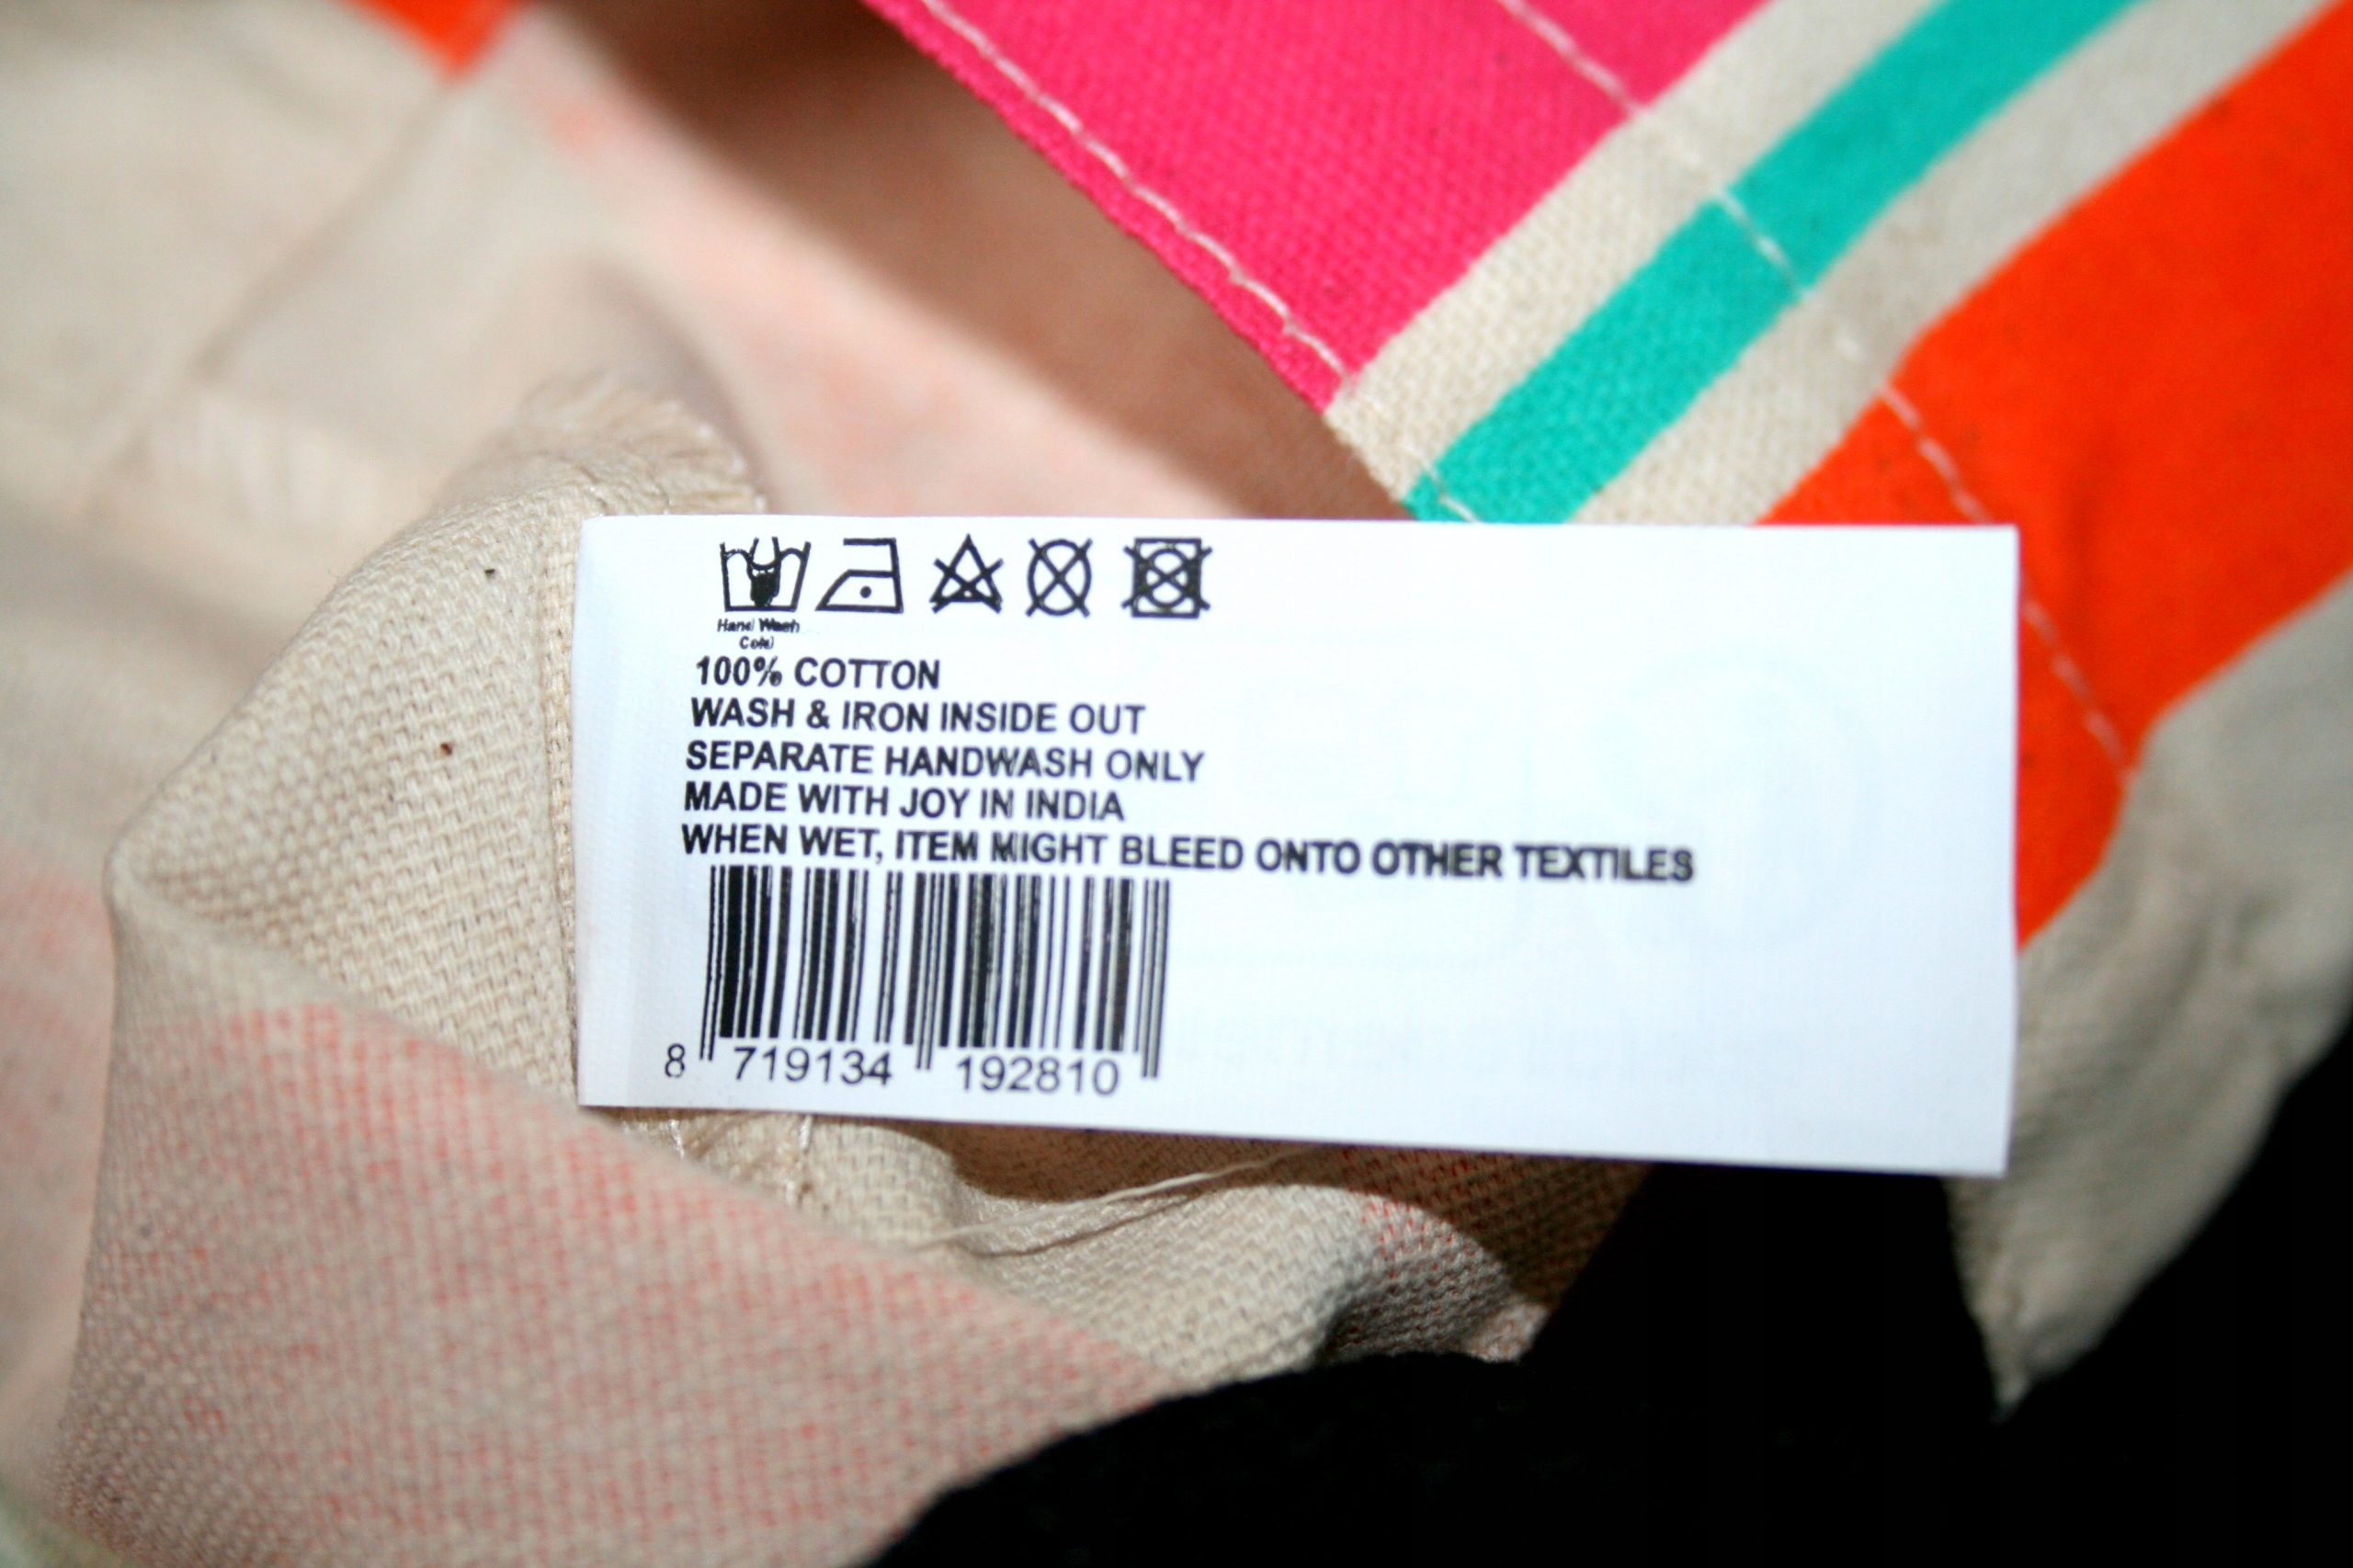 Hand Wash
Cold
100% COTTON
WASH & IRON INSIDE OUT
SEPARATE HANDWASH ONLY
MADE WITH JOY IN INDIA
WHEN WET, ITEM MIGHT BLEED ONTO OTHER TEXTILES
8 719134 192810